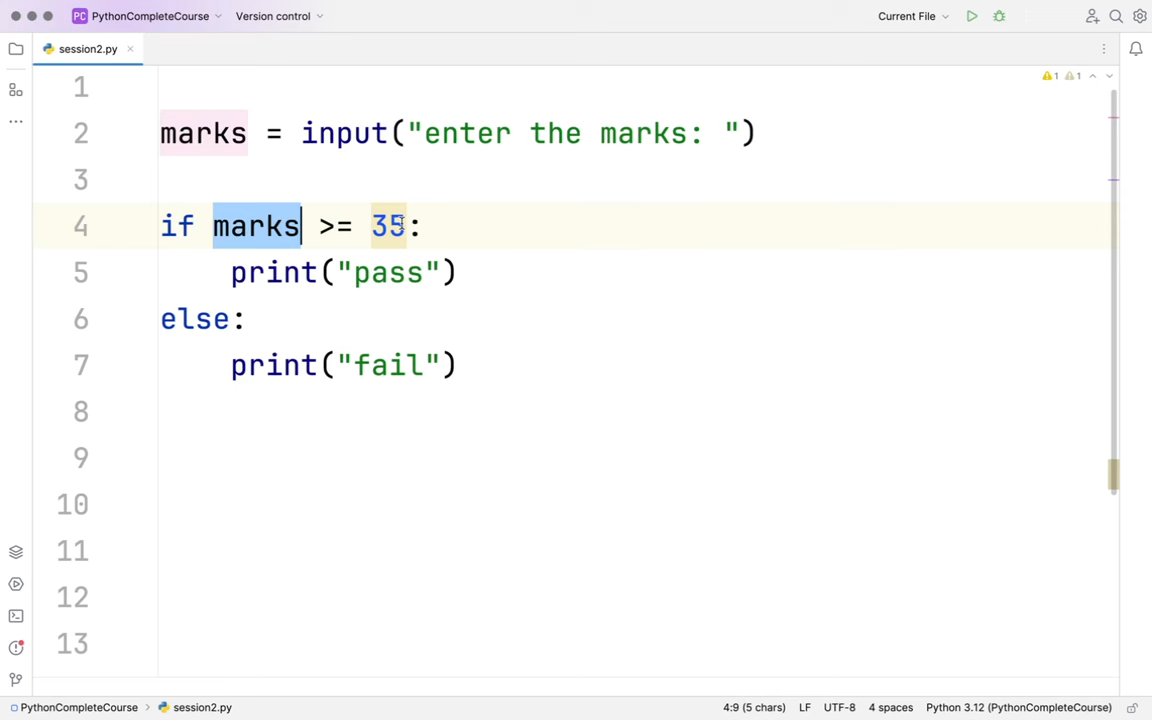 PC PythonCompleteCourse Version control Current File
session2.py
1 1 1
2 marks = input("enter the marks: ")
3
4 if marks >= 35:
5 print("pass")
6 else:
7 print("fail")
8
9
10
11
12
13
PythonCompleteCourse session2.py 4:9 (5 chars) LF UTF-8 4 spaces Python 3.12 (PythonCompleteCourse)